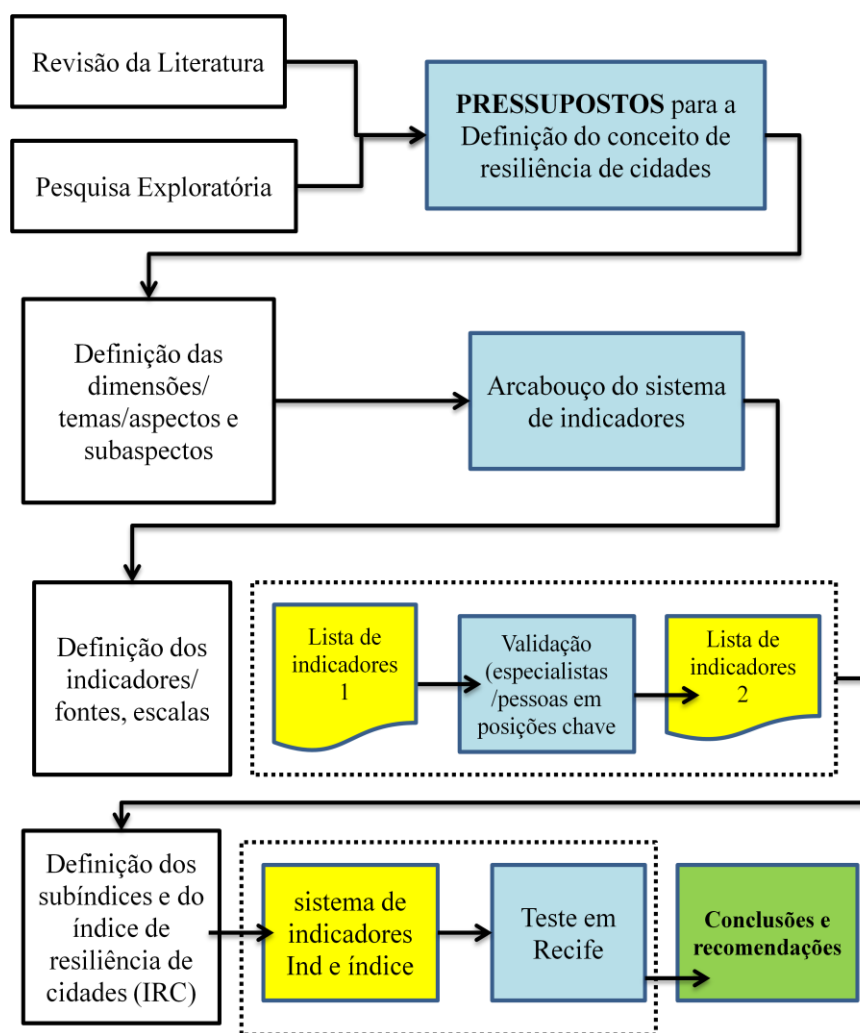 Revisão da Literatura
PRESSUPOSTOS para a
Definição do conceito de
resiliência de cidades
Pesquisa Exploratória
Definição das
dimensões/
temas/aspectos e
subaspectos
Arcabouço do sistema
de indicadores
Definição dos
indicadores/
fontes, escalas
Lista de
indicadores
1
Validação
(especialistas
/pessoas em
posições chave
Lista de
indicadores
2
Definição dos
subíndices e do
índice de
resiliência de
cidades (IRC)
sistema de
indicadores
Ind e índice
Teste em
Recife
Conclusões e
recomendações